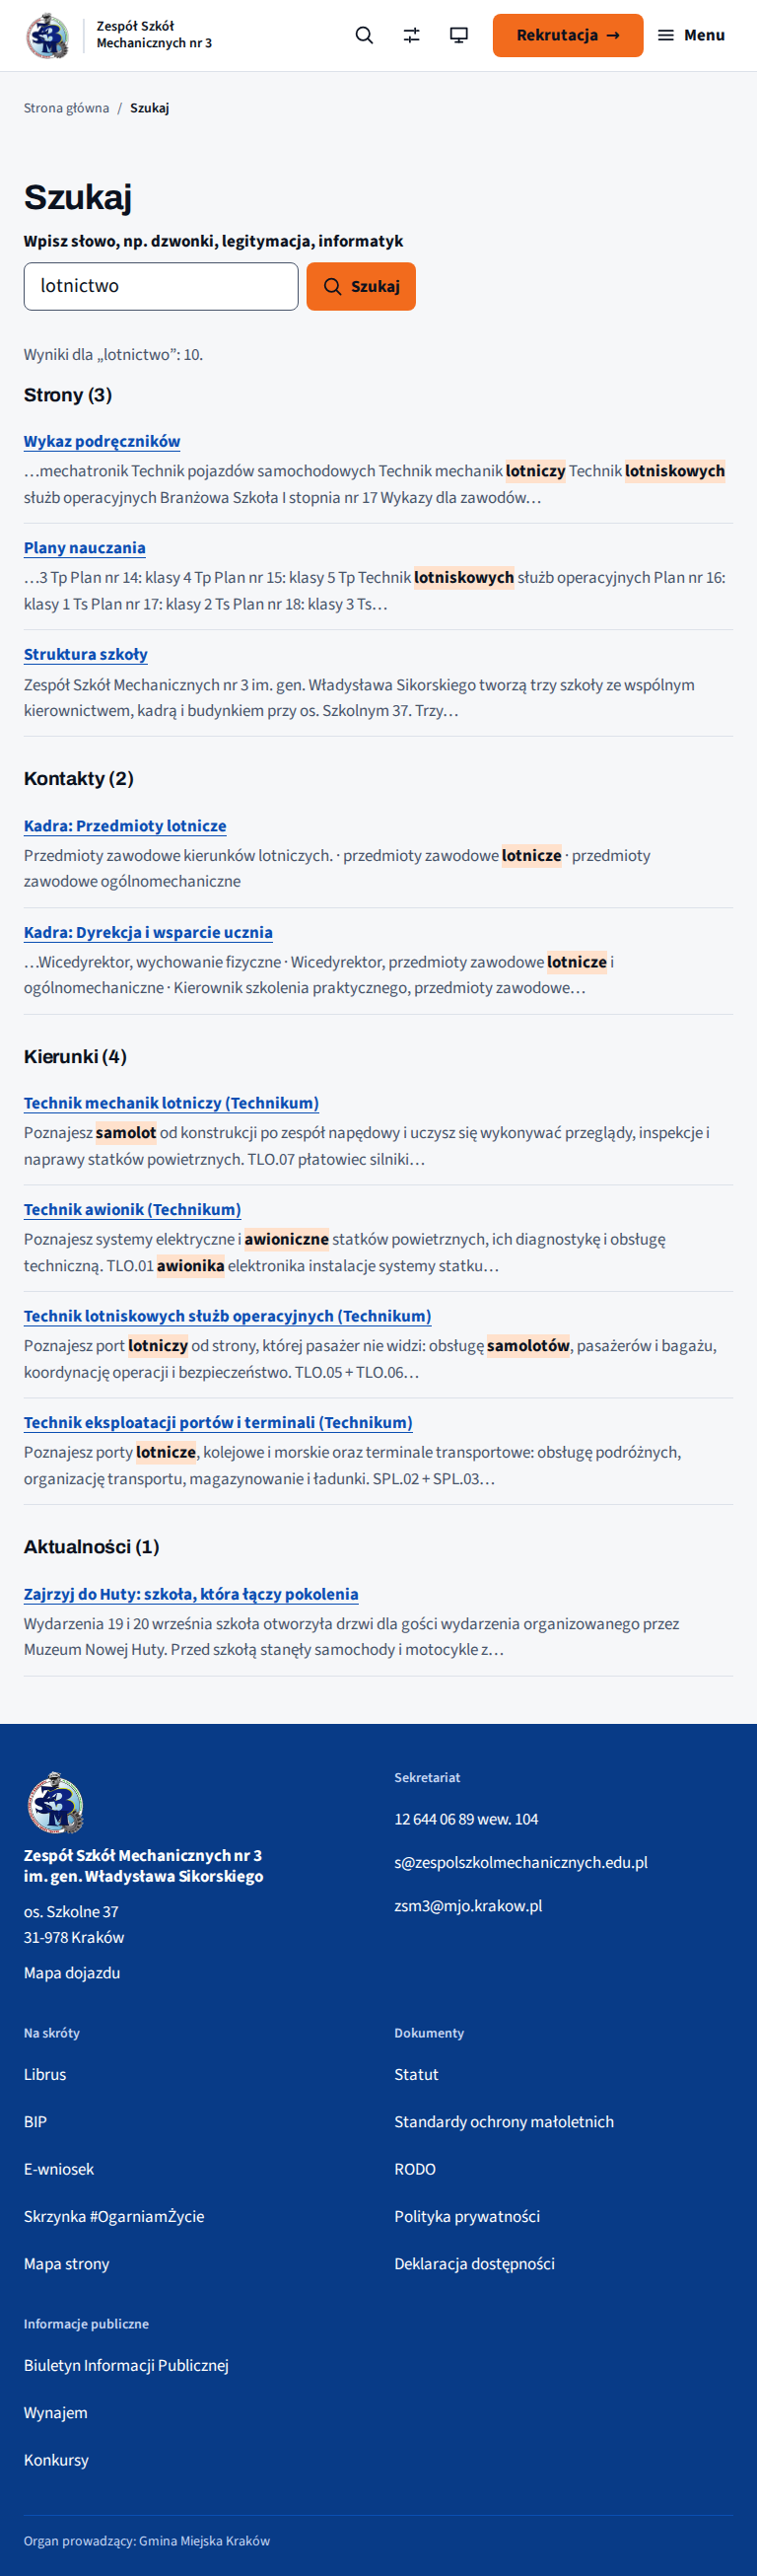 Zespół Szkół
Mechanicznych nr 3
Rekrutacja →
Menu
Strona główna / Szukaj
Szukaj
Wpisz słowo, np. dzwonki, legitymacja, informatyk
lotnictwo
Szukaj
Wyniki dla „lotnictwo”: 10.
Strony (3)
Wykaz podręczników
…mechatronik Technik pojazdów samochodowych Technik mechanik lotniczy Technik lotniskowych
służb operacyjnych Branżowa Szkoła I stopnia nr 17 Wykazy dla zawodów…
Plany nauczania
…3 Tp Plan nr 14: klasy 4 Tp Plan nr 15: klasy 5 Tp Technik lotniskowych służb operacyjnych Plan nr 16:
klasy 1 Ts Plan nr 17: klasy 2 Ts Plan nr 18: klasy 3 Ts…
Struktura szkoły
Zespół Szkół Mechanicznych nr 3 im. gen. Władysława Sikorskiego tworzą trzy szkoły ze wspólnym
kierownictwem, kadrą i budynkiem przy os. Szkolnym 37. Trzy…
Kontakty (2)
Kadra: Przedmioty lotnicze
Przedmioty zawodowe kierunków lotniczych. · przedmioty zawodowe lotnicze · przedmioty
zawodowe ogólnomechaniczne
Kadra: Dyrekcja i wsparcie ucznia
…Wicedyrektor, wychowanie fizyczne · Wicedyrektor, przedmioty zawodowe lotnicze i
ogólnomechaniczne · Kierownik szkolenia praktycznego, przedmioty zawodowe…
Kierunki (4)
Technik mechanik lotniczy (Technikum)
Poznajesz samolot od konstrukcji po zespół napędowy i uczysz się wykonywać przeglądy, inspekcje i
naprawy statków powietrznych. TLO.07 płatowiec silniki…
Technik awionik (Technikum)
Poznajesz systemy elektryczne i awioniczne statków powietrznych, ich diagnostykę i obsługę
techniczną. TLO.01 awionika elektronika instalacje systemy statku…
Technik lotniskowych służb operacyjnych (Technikum)
Poznajesz port lotniczy od strony, której pasażer nie widzi: obsługę samolotów, pasażerów i bagażu,
koordynację operacji i bezpieczeństwo. TLO.05 + TLO.06…
Technik eksploatacji portów i terminali (Technikum)
Poznajesz porty lotnicze, kolejowe i morskie oraz terminale transportowe: obsługę podróżnych,
organizację transportu, magazynowanie i ładunki. SPL.02 + SPL.03…
Aktualności (1)
Zajrzyj do Huty: szkoła, która łączy pokolenia
Wydarzenia 19 i 20 września szkoła otworzyła drzwi dla gości wydarzenia organizowanego przez
Muzeum Nowej Huty. Przed szkołą stanęły samochody i motocykle z…
Zespół Szkół Mechanicznych nr 3
im. gen. Władysława Sikorskiego
os. Szkolne 37
31-978 Kraków
Mapa dojazdu
Sekretariat
12 644 06 89 wew. 104
s@zespolszkolmechanicznych.edu.pl
zsm3@mjo.krakow.pl
Na skróty
Librus
BIP
E-wniosek
Skrzynka #OgarniamŻycie
Mapa strony
Dokumenty
Statut
Standardy ochrony małoletnich
RODO
Polityka prywatności
Deklaracja dostępności
Informacje publiczne
Biuletyn Informacji Publicznej
Wynajem
Konkursy
Organ prowadzący: Gmina Miejska Kraków